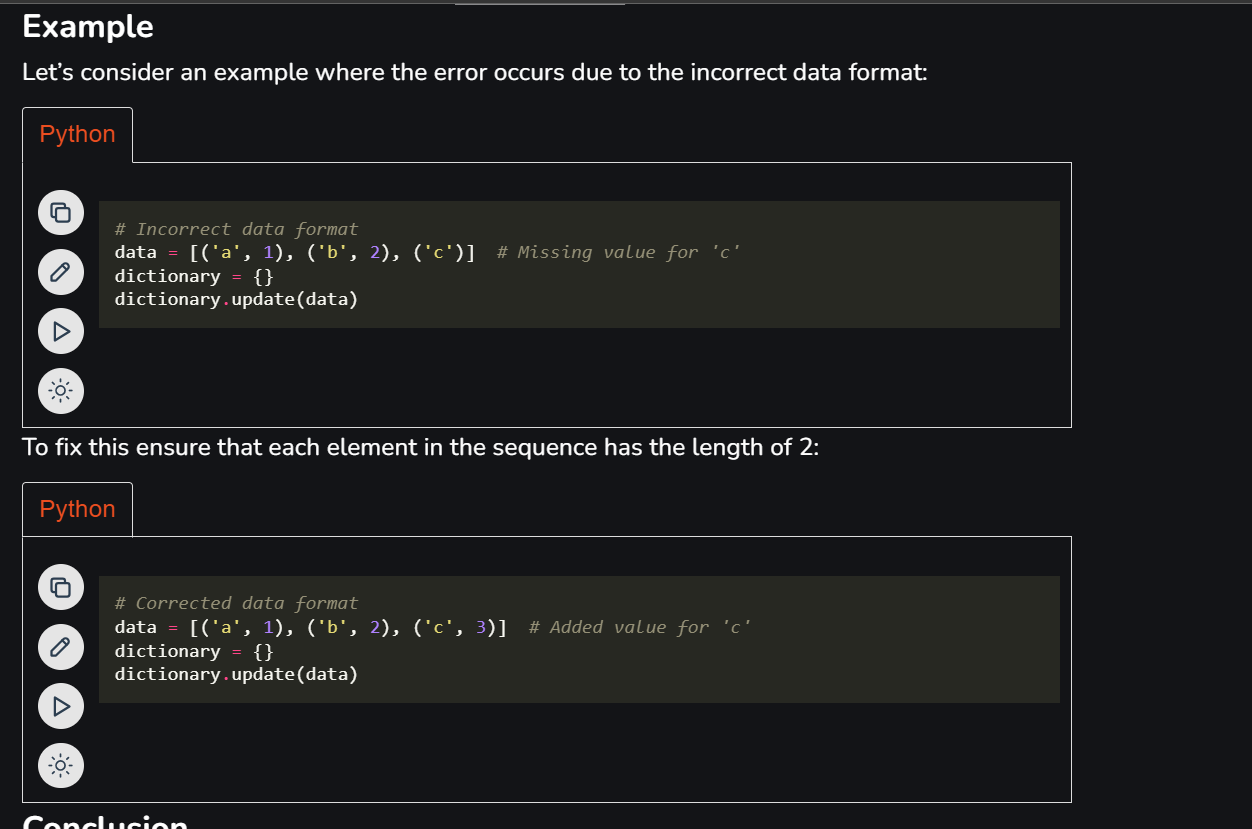 Example
Let’s consider an example where the error occurs due to the incorrect data format:
Python
# Incorrect data format
data = [('a', 1), ('b', 2), ('c')]  # Missing value for 'c'
dictionary = {}
dictionary.update(data)
To fix this ensure that each element in the sequence has the length of 2:
Python
# Corrected data format
data = [('a', 1), ('b', 2), ('c', 3)]  # Added value for 'c'
dictionary = {}
dictionary.update(data)
Conclusion